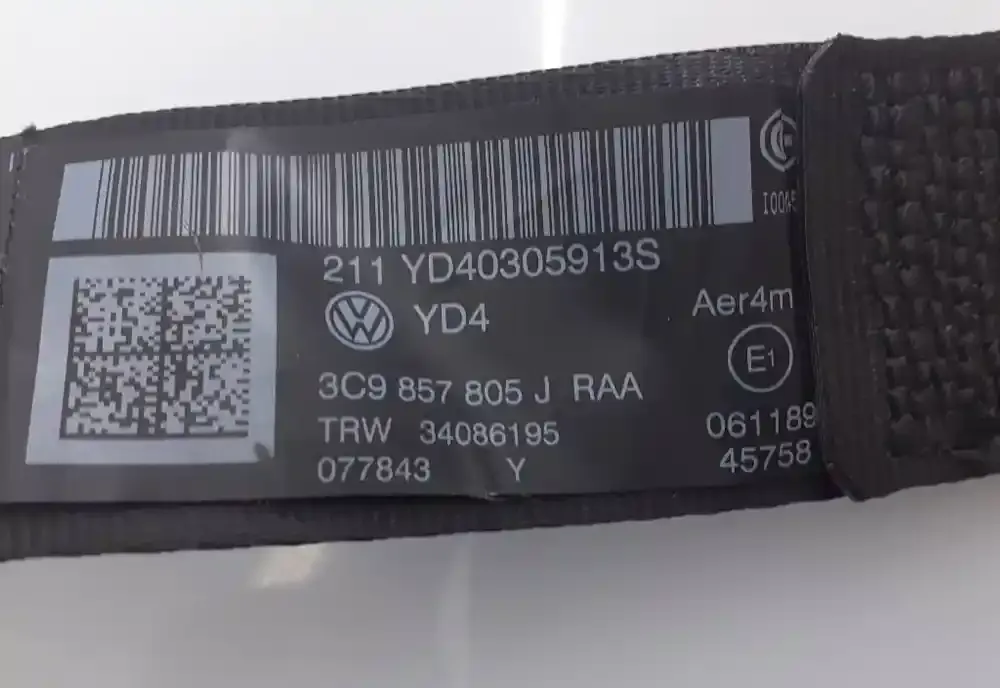 211 YD40305913S
YD4
Aer4m
E1
3C9 857 805 J RAA
TRW 34086195
061189
077843 Y
45758